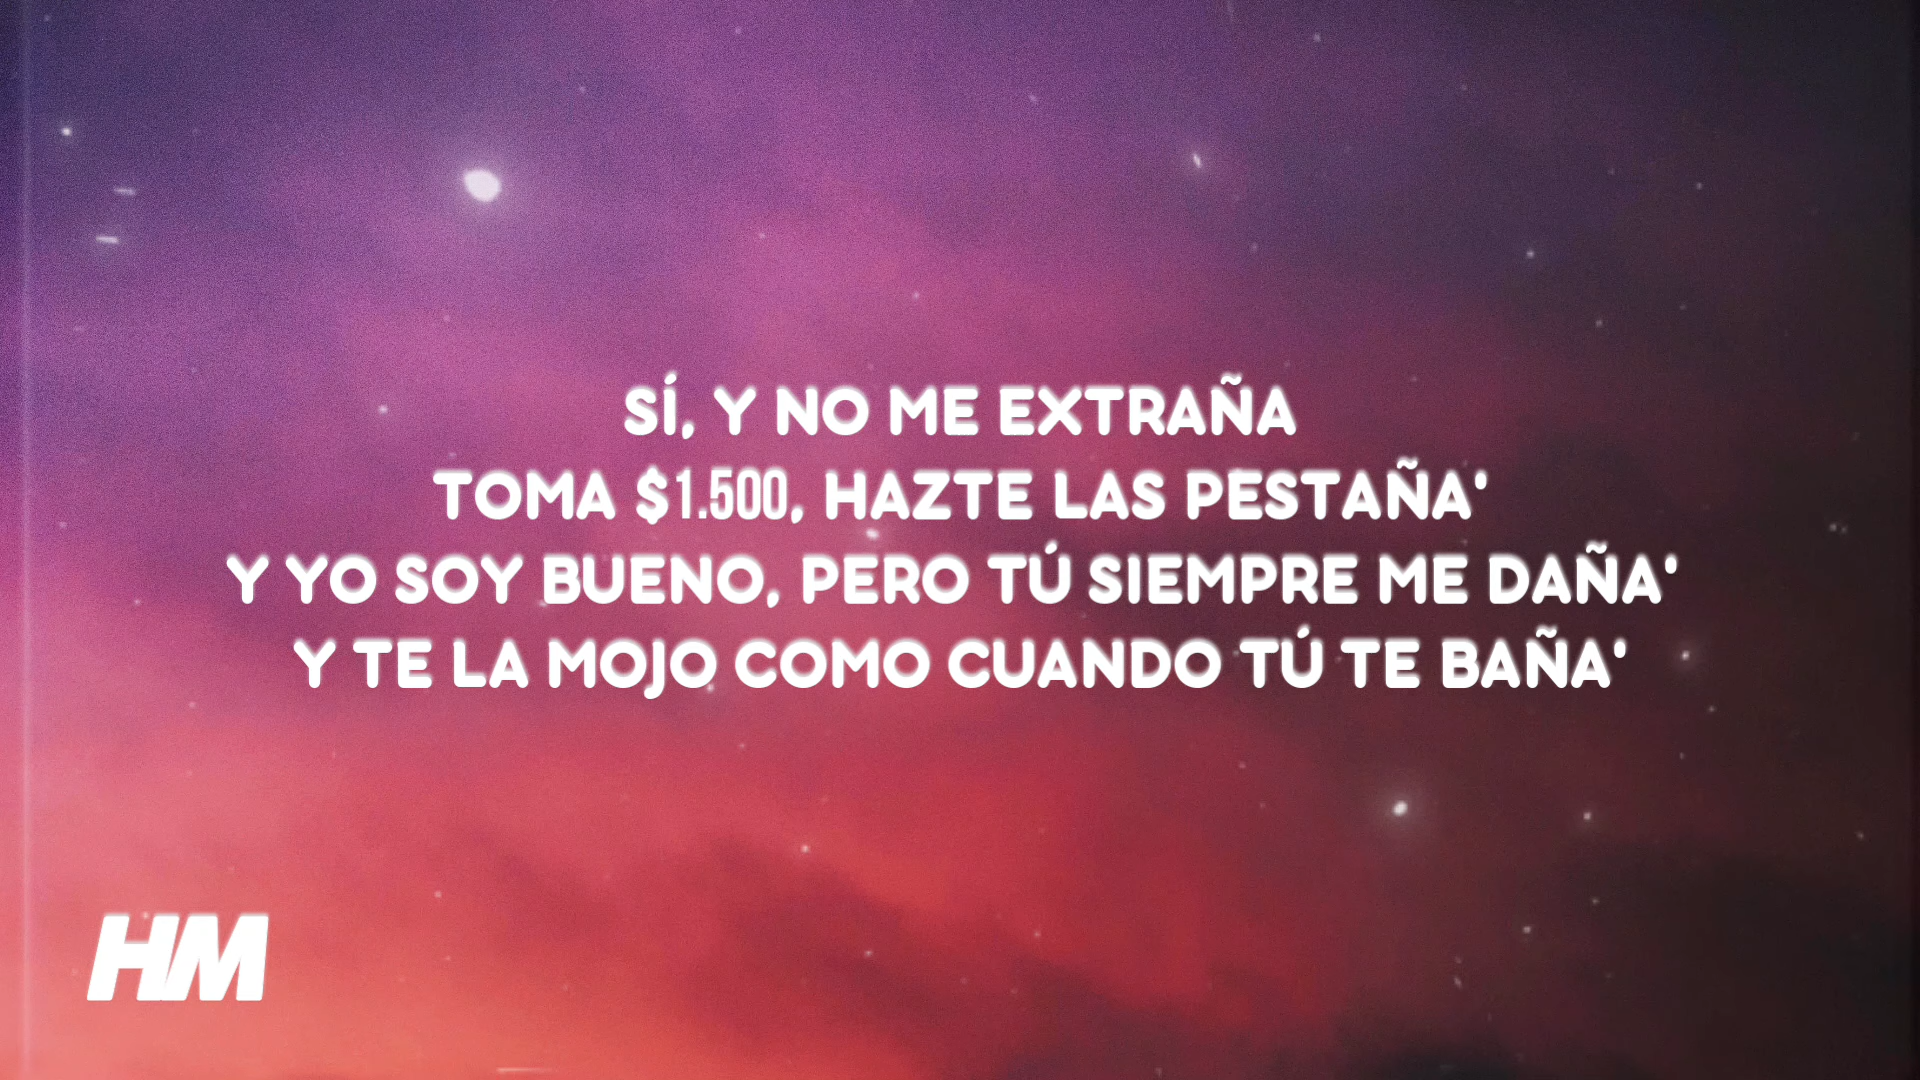 SÍ, Y NO ME EXTRAÑA
TOMA $1.500, HAZTE LAS PESTAÑA'
Y YO SOY BUENO, PERO TÚ SIEMPRE ME DAÑA'
Y TE LA MOJO COMO CUANDO TÚ TE BAÑA'
HM